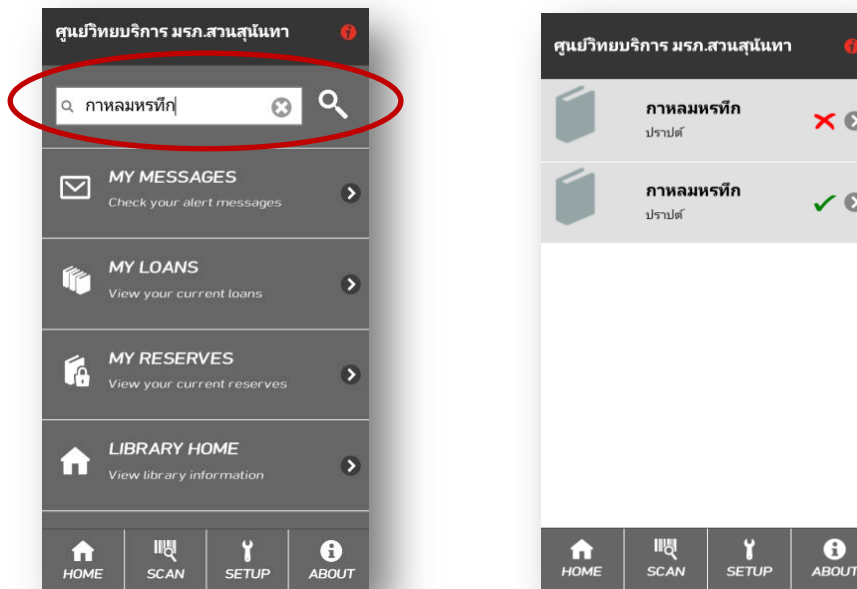 ศูนย์วิทยบริการ มรภ.สวนสุนันทา
กาหลมหรทึก
MY MESSAGES
Check your alert messages
MY LOANS
View your current loans
MY RESERVES
View your current reserves
LIBRARY HOME
View library information
HOME SCAN SETUP ABOUT
ศูนย์วิทยบริการ มรภ.สวนสุนันทา
กาหลมหรทึก
ปราปต์
กาหลมหรทึก
ปราปต์
HOME SCAN SETUP ABOUT